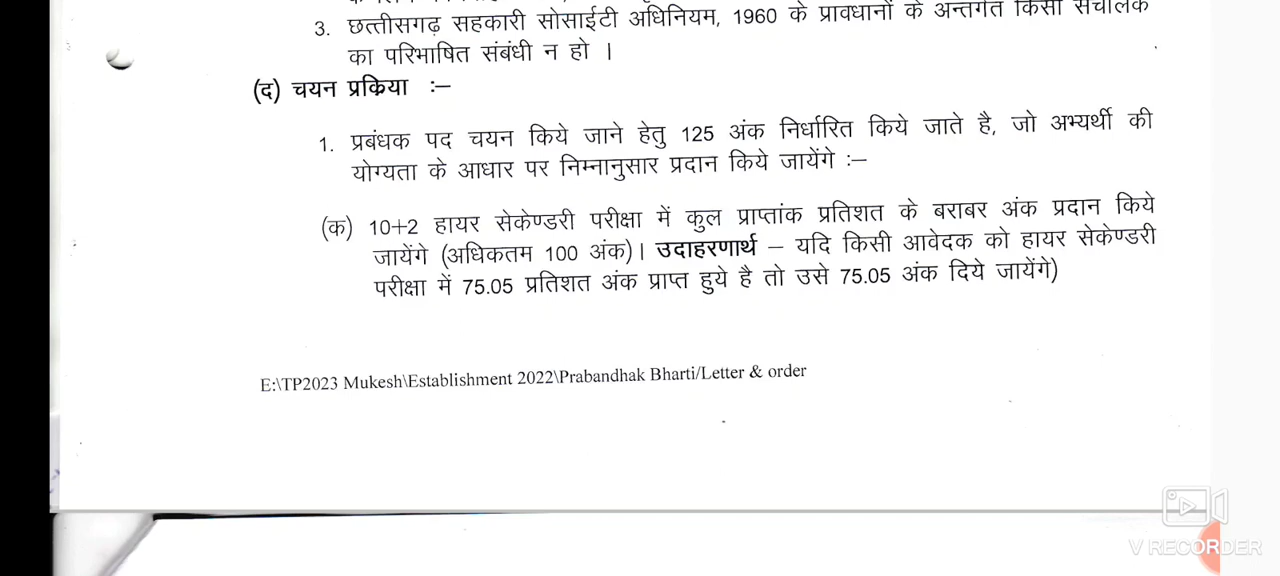 3. छत्तीसगढ़ सहकारी सोसाईटी अधिनियम, 1960 के प्रावधानों के अन्तर्गत किसी संचालक
का परिभाषित संबंधी न हो ।
(द) चयन प्रक्रिया :–
1. प्रबंधक पद चयन किये जाने हेतु 125 अंक निर्धारित किये जाते है, जो अभ्यर्थी की
योग्यता के आधार पर निम्नानुसार प्रदान किये जायेंगे :–
(क) 10+2 हायर सेकेण्डरी परीक्षा में कुल प्राप्तांक प्रतिशत के बराबर अंक प्रदान किये
जायेंगे (अधिकतम 100 अंक)। उदाहरणार्थ – यदि किसी आवेदक को हायर सेकेण्डरी
परीक्षा में 75.05 प्रतिशत अंक प्राप्त हुये है तो उसे 75.05 अंक दिये जायेंगे)
E:\TP2023 Mukesh\Establishment 2022\Prabandhak Bharti/Letter & order
V RECORDER